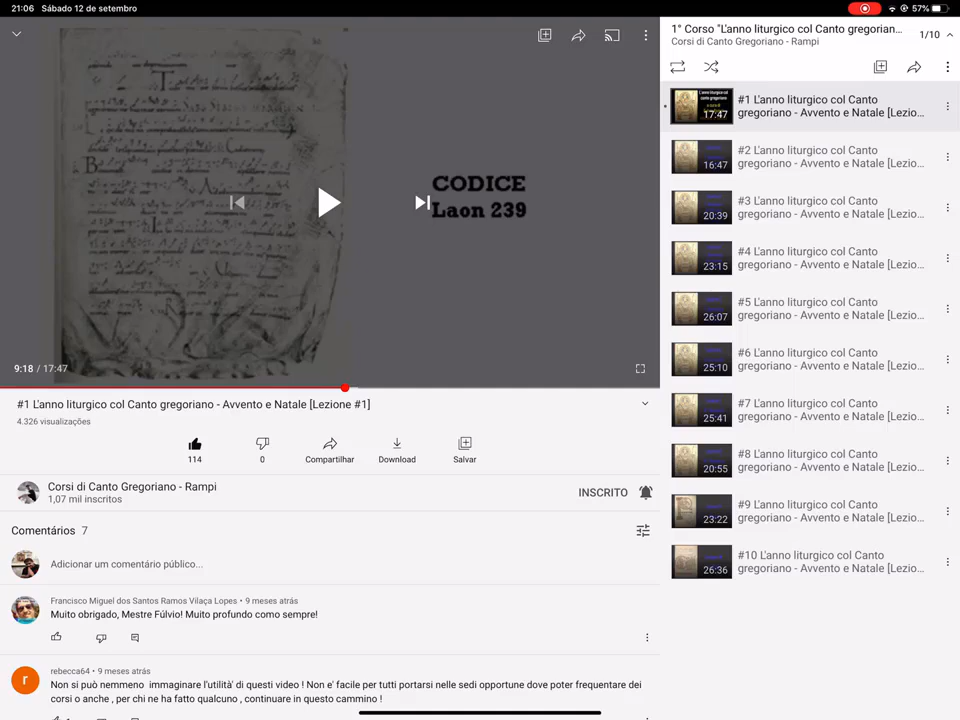 21:06 Sábado 12 de setembro
57%
CODICE
Laon 239
9:18 / 17:47
#1 L'anno liturgico col Canto gregoriano - Avvento e Natale [Lezione #1]
4.326 visualizações
114
0
Compartilhar
Download
Salvar
Corsi di Canto Gregoriano - Rampi
1,07 mil inscritos
INSCRITO
Comentários 7
Adicionar um comentário público...
Francisco Miguel dos Santos Ramos Vilaça Lopes • 9 meses atrás
Muito obrigado, Mestre Fúlvio! Muito profundo como sempre!
r
rebecca64 • 9 meses atrás
Non si può nemmeno immaginare l'utilità' di questi video ! Non e' facile per tutti portarsi nelle sedi opportune dove poter frequentare dei
corsi o anche , per chi ne ha fatto qualcuno , continuare in questo cammino !
1° Corso "L'anno liturgico col Canto gregorian...
Corsi di Canto Gregoriano - Rampi
1/10
17:47
#1 L'anno liturgico col Canto
gregoriano - Avvento e Natale [Lezio...
16:47
#2 L'anno liturgico col Canto
gregoriano - Avvento e Natale [Lezio...
20:39
#3 L'anno liturgico col Canto
gregoriano - Avvento e Natale [Lezio...
23:15
#4 L'anno liturgico col Canto
gregoriano - Avvento e Natale [Lezio...
26:07
#5 L'anno liturgico col Canto
gregoriano - Avvento e Natale [Lezio...
25:10
#6 L'anno liturgico col Canto
gregoriano - Avvento e Natale [Lezio...
25:41
#7 L'anno liturgico col Canto
gregoriano - Avvento e Natale [Lezio...
20:55
#8 L'anno liturgico col Canto
gregoriano - Avvento e Natale [Lezio...
23:22
#9 L'anno liturgico col Canto
gregoriano - Avvento e Natale [Lezio...
26:36
#10 L'anno liturgico col Canto
gregoriano - Avvento e Natale [Lezio...